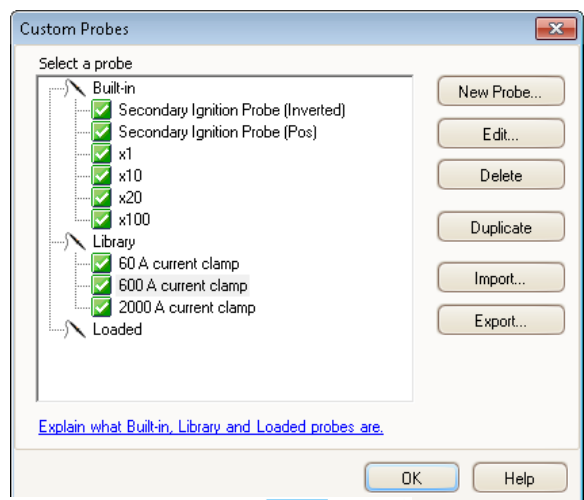 Custom Probes
Select a probe
Built-in
Secondary Ignition Probe (Inverted)
Secondary Ignition Probe (Pos)
x1
x10
x20
x100
Library
60 A current clamp
600 A current clamp
2000 A current clamp
Loaded
New Probe...
Edit...
Delete
Duplicate
Import...
Export...
Explain what Built-in, Library and Loaded probes are.
OK
Help